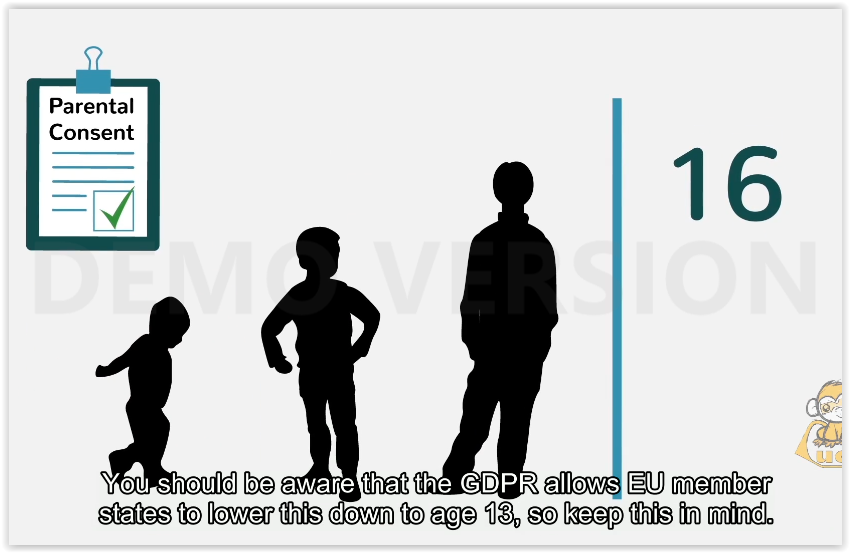 Parental
Consent
16
DEMO VERSION
You should be aware that the GDPR allows EU member
states to lower this down to age 13, so keep this in mind.